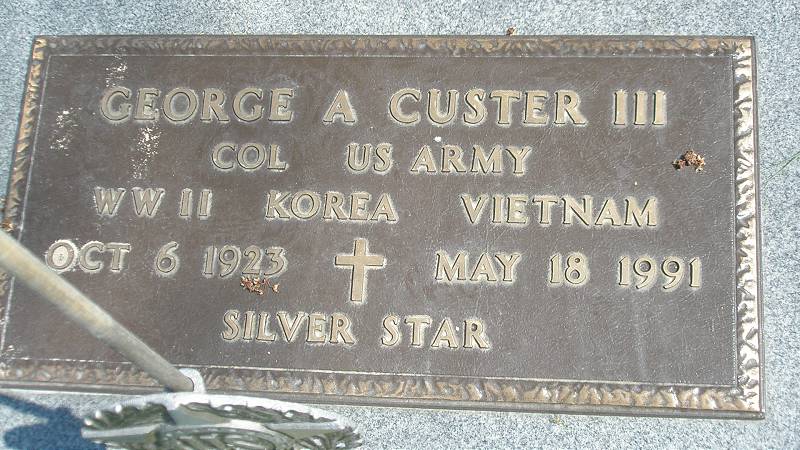 GEORGE A CUSTER III
COL US ARMY
WW II KOREA VIETNAM
OCT 6 1923 MAY 18 1991
SILVER STAR